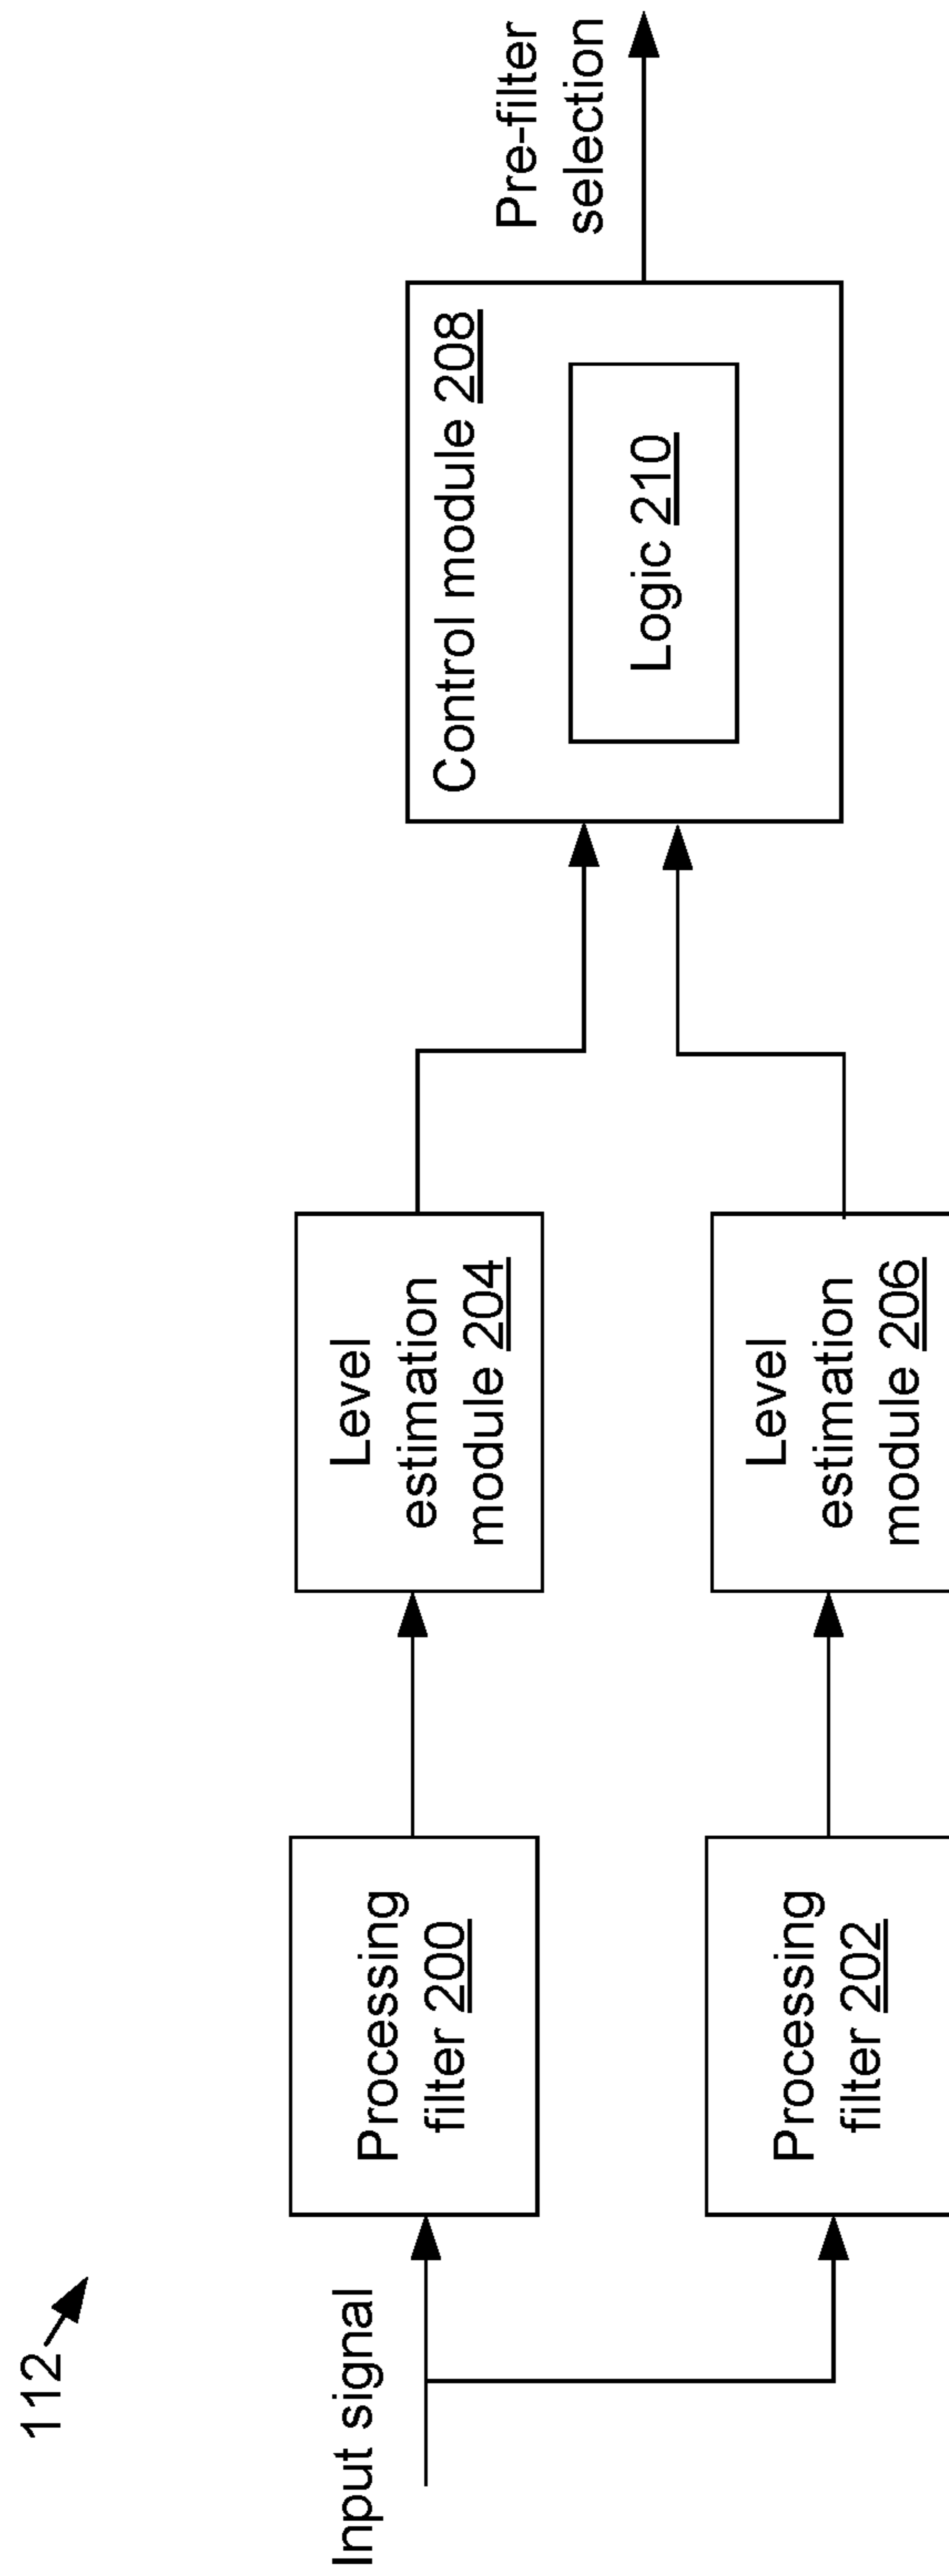 112
Input signal
Processing
filter 200
Processing
filter 202
Level
estimation
module 204
Level
estimation
module 206
Control module 208
Logic 210
Pre-filter
selection